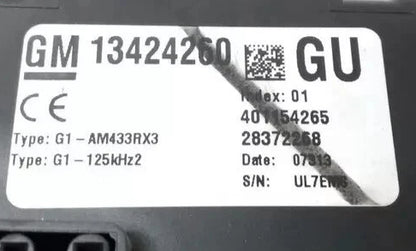 GM 13424260 GU
Index: 01
CE 401154265
Type: G1-AM433RX3 28372268
Type: G1-125kHz2 Date: 07313
S/N: